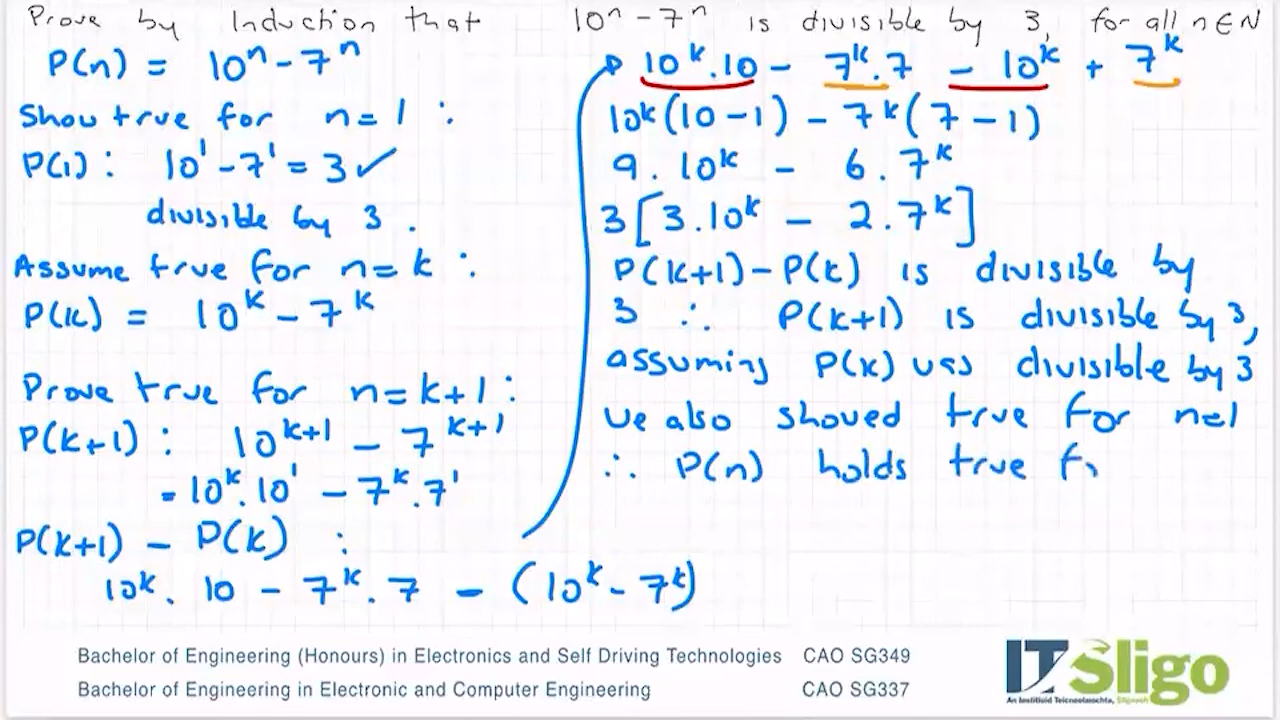 Prove by Induction that 10ⁿ - 7ⁿ is divisible by 3, for all n ∈ N
P(n) = 10ⁿ - 7ⁿ
Show true for n = 1 :
P(1) : 10¹ - 7¹ = 3 ✓
divisible by 3 .
Assume true for n = k :
P(k) = 10ᵏ - 7ᵏ
Prove true for n = k+1 :
P(k+1) : 10ᵏ⁺¹ - 7ᵏ⁺¹
= 10ᵏ.10¹ - 7ᵏ.7¹
P(k+1) - P(k) :
10ᵏ. 10 - 7ᵏ. 7 - (10ᵏ - 7ᵏ)
10ᵏ.10 - 7ᵏ.7 - 10ᵏ + 7ᵏ
10ᵏ(10-1) - 7ᵏ(7-1)
9. 10ᵏ - 6. 7ᵏ
3[3.10ᵏ - 2.7ᵏ]
P(k+1) - P(k) is divisible by
3 ∴ P(k+1) is divisible by 3,
assuming P(k) was divisible by 3
we also showed true for n=1
∴ P(n) holds true f
Bachelor of Engineering (Honours) in Electronics and Self Driving Technologies CAO SG349
Bachelor of Engineering in Electronic and Computer Engineering CAO SG337
IT Sligo
An Institiúid Teicneolaíochta, Sligeach